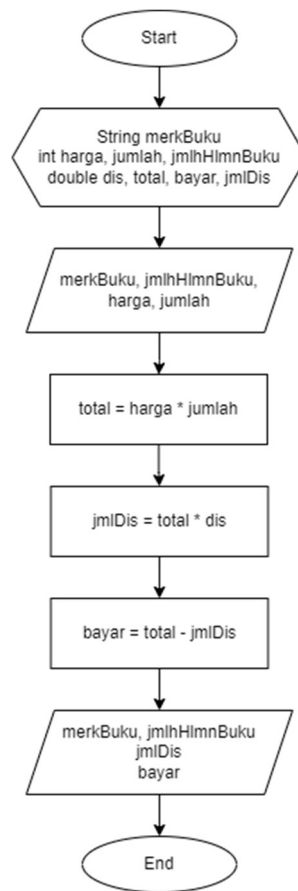 Start
String merkBuku
int harga, jumlah, jmlhHlmnBuku
double dis, total, bayar, jmlDis
merkBuku, jmlhHlmnBuku,
harga, jumlah
total = harga * jumlah
jmlDis = total * dis
bayar = total - jmlDis
merkBuku, jmlhHlmnBuku
jmlDis
bayar
End